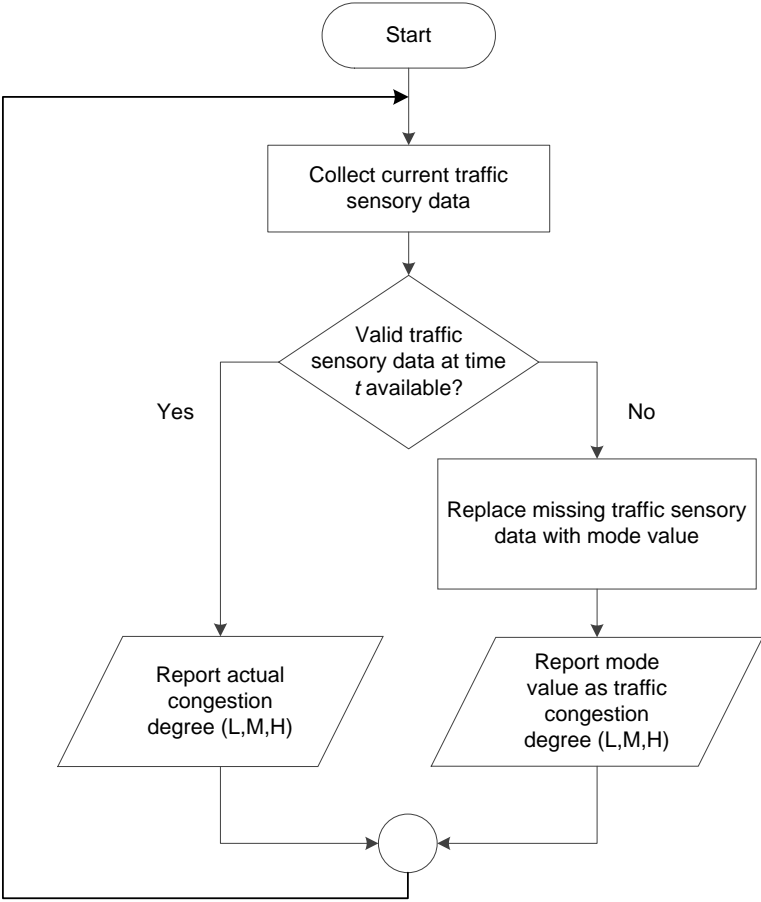 Start
Collect current traffic
sensory data
Valid traffic
sensory data at time
t available?
Yes
No
Replace missing traffic sensory
data with mode value
Report actual
congestion
degree (L,M,H)
Report mode
value as traffic
congestion
degree (L,M,H)